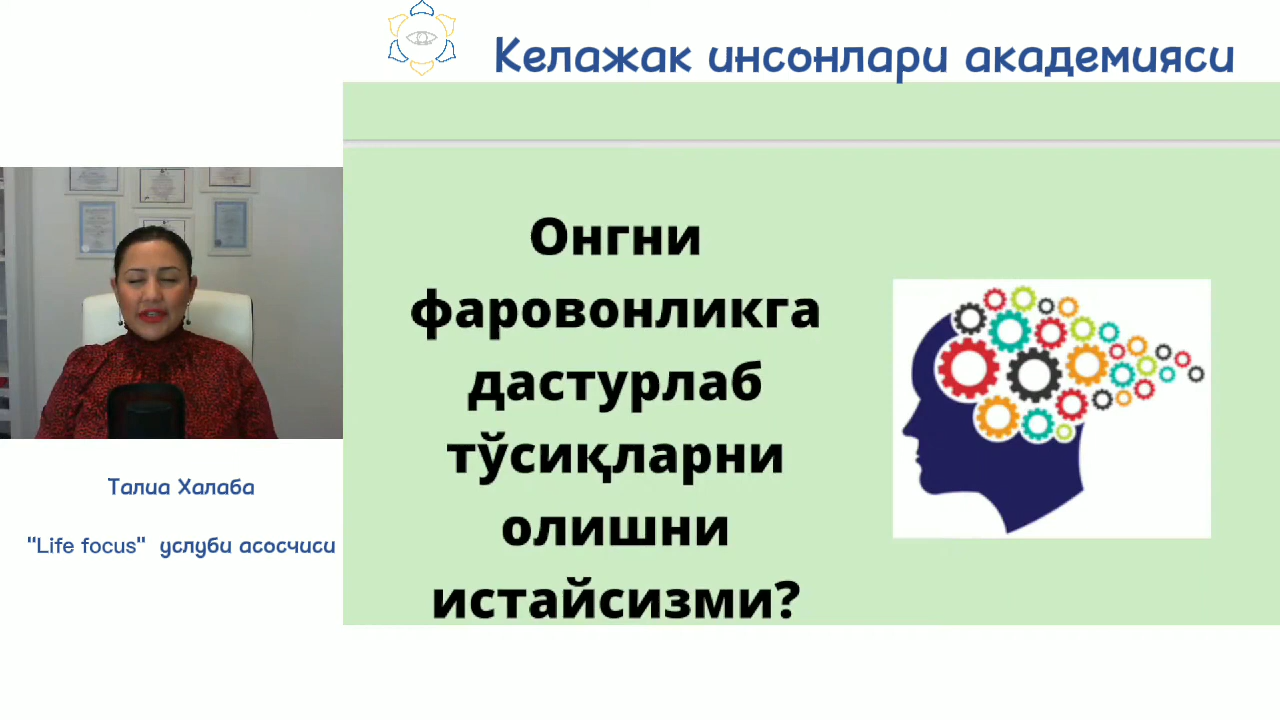 Келажак инсонлари академияси
Онгни
фаровонликга
дастурлаб
тўсиқларни
олишни
истайсизми?
Талиа Халаба
"Life focus" услуби асосчиси